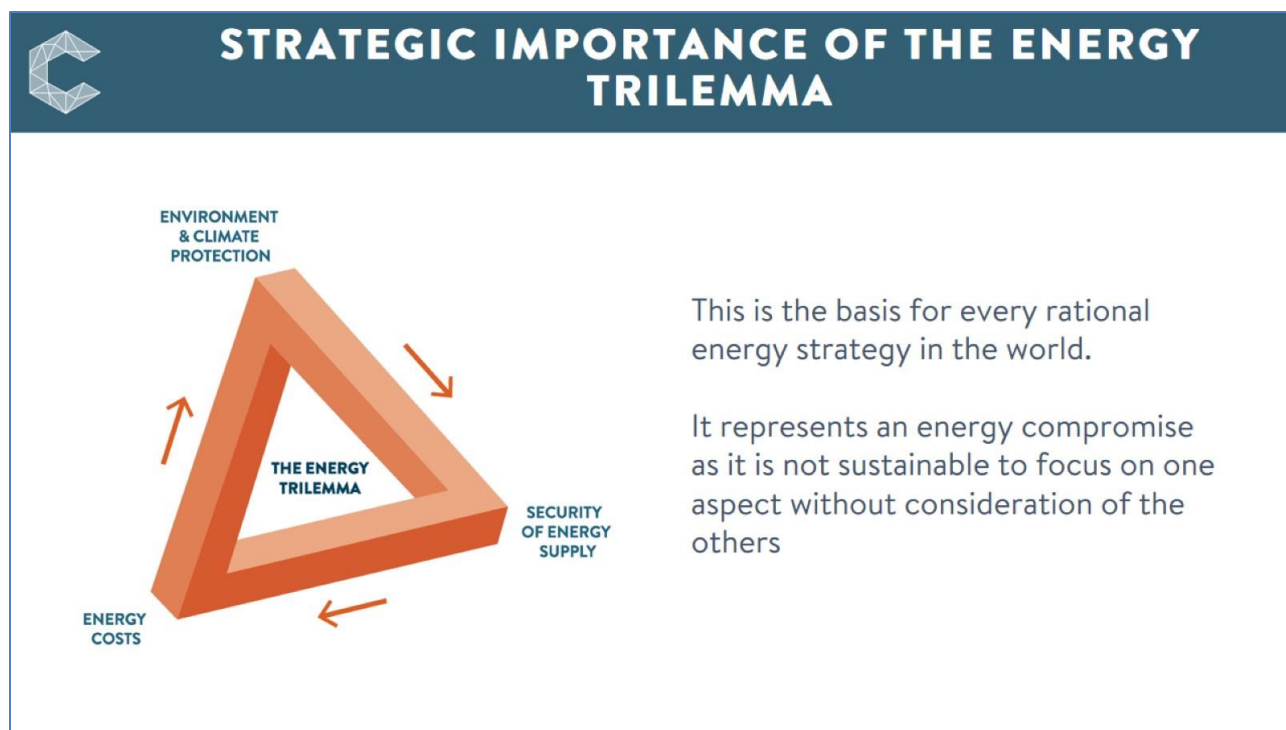 STRATEGIC IMPORTANCE OF THE ENERGY
TRILEMMA
ENVIRONMENT
& CLIMATE
PROTECTION
THE ENERGY
TRILEMMA
SECURITY
OF ENERGY
SUPPLY
ENERGY
COSTS
This is the basis for every rational
energy strategy in the world.
It represents an energy compromise
as it is not sustainable to focus on one
aspect without consideration of the
others